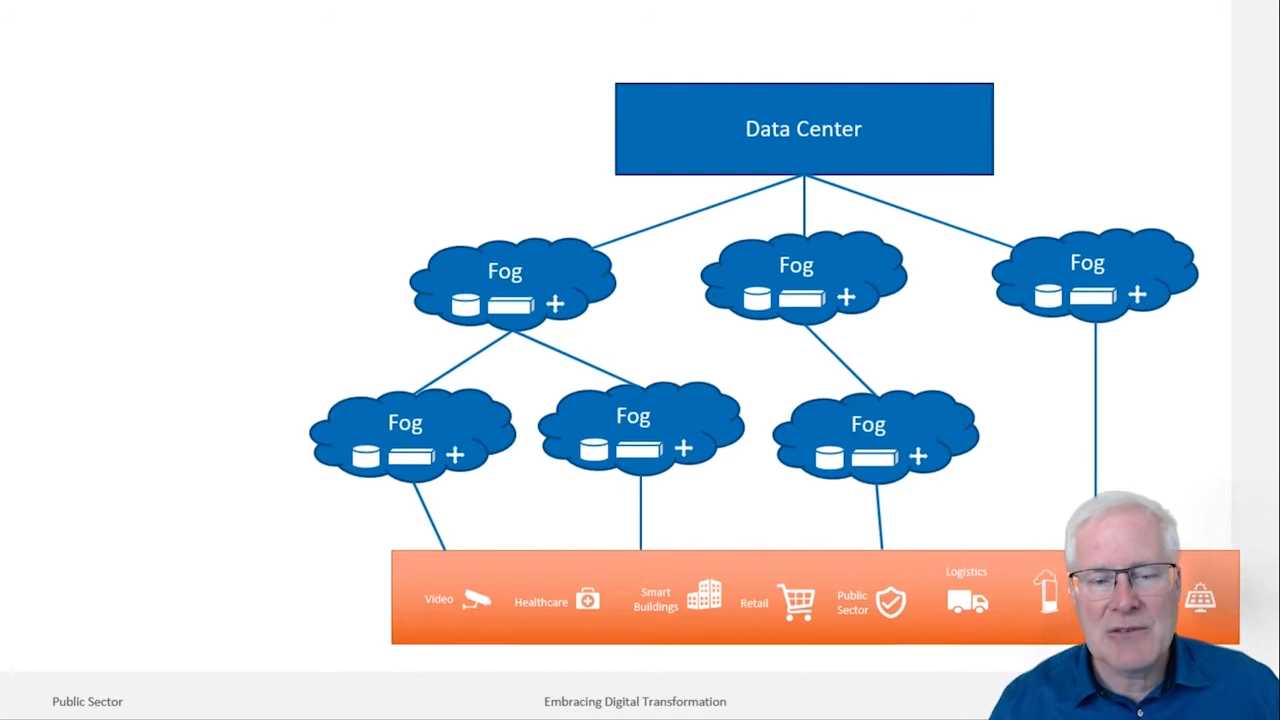 Data Center
Fog
Fog
Fog
Fog
Fog
Fog
Video
Healthcare
Smart
Buildings
Retail
Public
Sector
Logistics
Public Sector
Embracing Digital Transformation